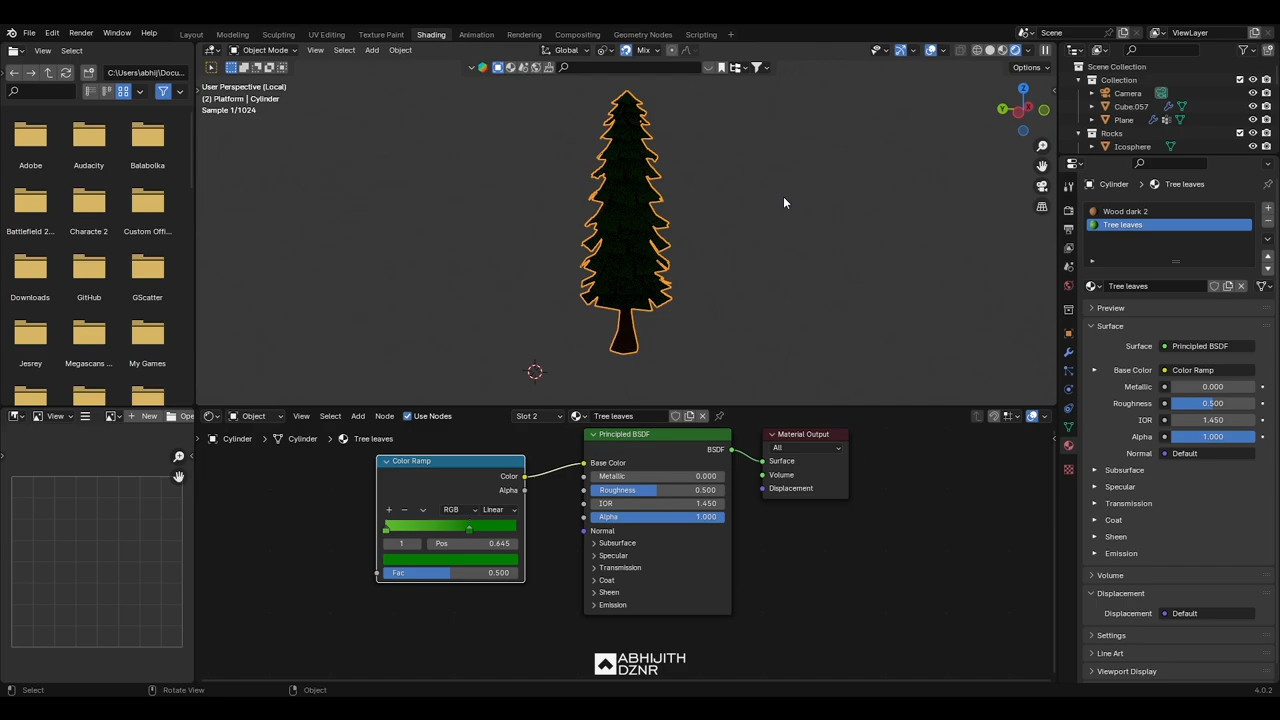 File Edit Render Window Help Layout Modeling Sculpting UV Editing Texture Paint Shading Animation Rendering Compositing Geometry Nodes Scripting + Scene ViewLayer
View Select Object Mode View Select Add Object Global Mix
C:\Users\abhij\Docu... Options
User Perspective (Local)
(2) Platform | Cylinder
Sample 1/1024
Adobe Audacity Balabolka
Battlefield 2... Characte 2 Custom Offi...
Downloads GitHub GScatter
Jesrey Megascans ... My Games
Scene Collection
Collection
Camera
Cube.057
Plane
Rocks
Icosphere
Cylinder Tree leaves
Wood dark 2
Tree leaves
Tree leaves
Preview
Surface
Surface Principled BSDF
Base Color Color Ramp
Metallic 0.000
Roughness 0.500
IOR 1.450
Alpha 1.000
Normal Default
Subsurface
Specular
Transmission
Coat
Sheen
Emission
Volume
Displacement
Displacement Default
Settings
Line Art
Viewport Display
View + New Ope
Object View Select Add Node Use Nodes Slot 2 Tree leaves
Cylinder Cylinder Tree leaves
Color Ramp
Color
Alpha
+ − RGB Linear
1 Pos 0.645
Fac 0.500
Principled BSDF
BSDF
Base Color
Metallic 0.000
Roughness 0.500
IOR 1.450
Alpha 1.000
Normal
Subsurface
Specular
Transmission
Coat
Sheen
Emission
Material Output
All
Surface
Volume
Displacement
ABHIJITH
DZNR
Select Rotate View Object 4.0.2